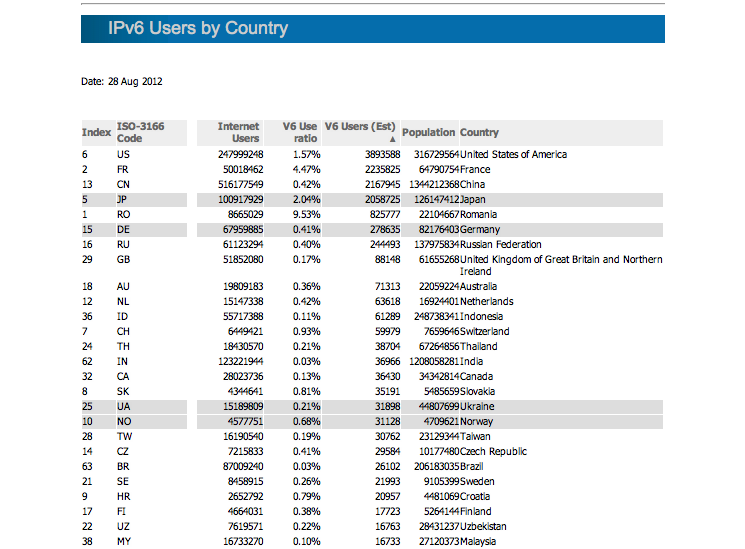 IPv6 Users by Country
Date: 28 Aug 2012
Index ISO-3166 Code Internet Users V6 Use ratio V6 Users (Est) ▲ Population Country
6 US 247999248 1.57% 3893588 316729564 United States of America
2 FR 50018462 4.47% 2235825 64790754 France
13 CN 516177549 0.42% 2167945 1344212368 China
5 JP 100917929 2.04% 2058725 126147412 Japan
1 RO 8665029 9.53% 825777 22104667 Romania
15 DE 67959885 0.41% 278635 82176403 Germany
16 RU 61123294 0.40% 244493 137975834 Russian Federation
29 GB 51852080 0.17% 88148 61655268 United Kingdom of Great Britain and Northern
Ireland
18 AU 19809183 0.36% 71313 22059224 Australia
12 NL 15147338 0.42% 63618 16924401 Netherlands
36 ID 55717388 0.11% 61289 248738341 Indonesia
7 CH 6449421 0.93% 59979 7659646 Switzerland
24 TH 18430570 0.21% 38704 67264856 Thailand
62 IN 123221944 0.03% 36966 1208058281 India
32 CA 28023736 0.13% 36430 34342814 Canada
8 SK 4344641 0.81% 35191 5485659 Slovakia
25 UA 15189809 0.21% 31898 44807699 Ukraine
10 NO 4577751 0.68% 31128 4709621 Norway
28 TW 16190540 0.19% 30762 23129344 Taiwan
14 CZ 7215833 0.41% 29584 10177480 Czech Republic
63 BR 87009240 0.03% 26102 206183035 Brazil
21 SE 8458915 0.26% 21993 9105399 Sweden
9 HR 2652792 0.79% 20957 4481069 Croatia
17 FI 4664031 0.38% 17723 5264144 Finland
22 UZ 7619571 0.22% 16763 28431237 Uzbekistan
38 MY 16733270 0.10% 16733 27120373 Malaysia